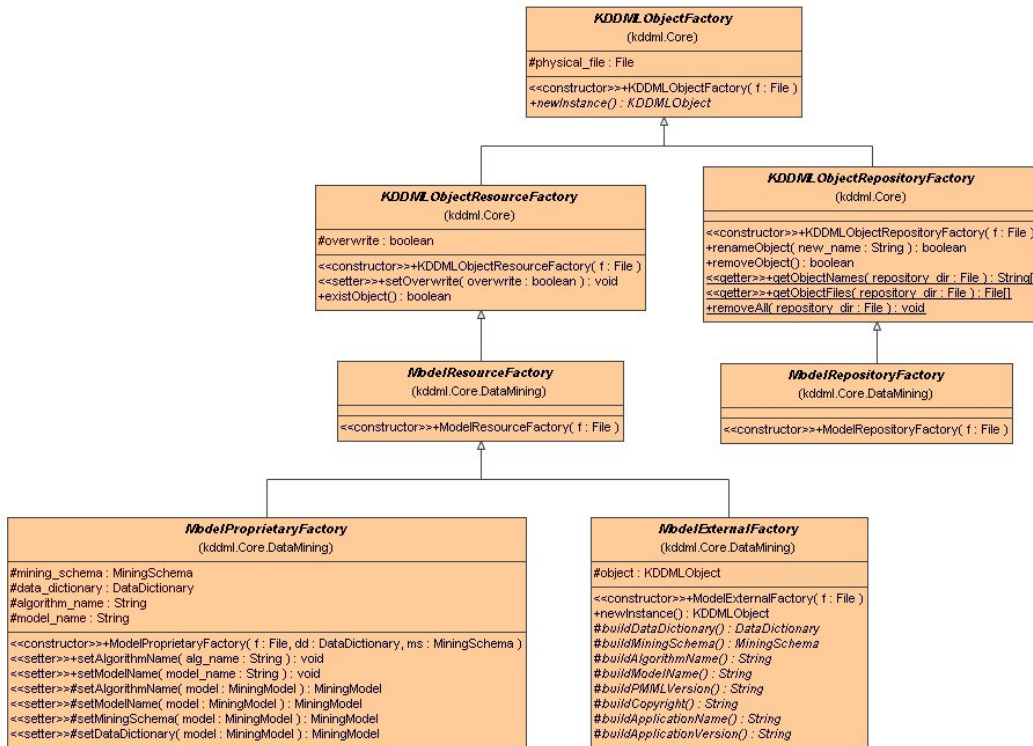 KDDMLObjectFactory
(kddml.Core)
#physical_file : File
<<constructor>>+KDDMLObjectFactory( f : File )
+newInstance() : KDDMLObject
KDDMLObjectResourceFactory
(kddml.Core)
#overwrite : boolean
<<constructor>>+KDDMLObjectResourceFactory( f : File )
<<setter>>+setOverwrite( overwrite : boolean ) : void
+existObject() : boolean
KDDMLObjectRepositoryFactory
(kddml.Core)
<<constructor>>+KDDMLObjectRepositoryFactory( f : File )
+renameObject( new_name : String ) : boolean
+removeObject() : boolean
<<getter>>+getObjectNames( repository_dir : File ) : String[
<<getter>>+getObjectFiles( repository_dir : File ) : File[]
+removeAll( repository_dir : File ) : void
ModelResourceFactory
(kddml.Core.DataMining)
<<constructor>>+ModelResourceFactory( f : File )
ModelRepositoryFactory
(kddml.Core.DataMining)
<<constructor>>+ModelRepositoryFactory( f : File )
ModelProprietaryFactory
(kddml.Core.DataMining)
#mining_schema : MiningSchema
#data_dictionary : DataDictionary
#algorithm_name : String
#model_name : String
<<constructor>>+ModelProprietaryFactory( f : File, dd : DataDictionary, ms : MiningSchema )
<<setter>>+setAlgorithmName( alg_name : String ) : void
<<setter>>+setModelName( model_name : String ) : void
<<setter>>#setAlgorithmName( model : MiningModel ) : MiningModel
<<setter>>#setModelName( model : MiningModel ) : MiningModel
<<setter>>#setMiningSchema( model : MiningModel ) : MiningModel
<<setter>>#setDataDictionary( model : MiningModel ) : MiningModel
ModelExternalFactory
(kddml.Core.DataMining)
#object : KDDMLObject
<<constructor>>+ModelExternalFactory( f : File )
+newInstance() : KDDMLObject
#buildDataDictionary() : DataDictionary
#buildMiningSchema() : MiningSchema
#buildAlgorithmName() : String
#buildModelName() : String
#buildPMMLVersion() : String
#buildCopyright() : String
#buildApplicationName() : String
#buildApplicationVersion() : String